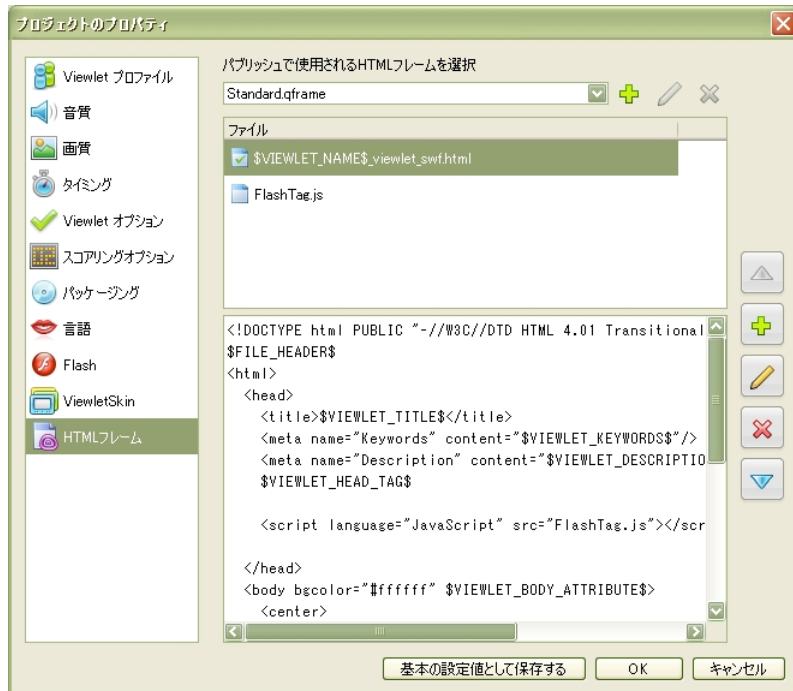 プロジェクトのプロパティ
Viewlet プロファイル
音質
画質
タイミング
Viewlet オプション
スコアリングオプション
パッケージング
言語
Flash
ViewletSkin
HTMLフレーム
パブリッシュで使用されるHTMLフレームを選択
Standard.qframe
ファイル
$VIEWLET_NAME$_viewlet_swf.html
FlashTag.js
<!DOCTYPE html PUBLIC "-//W3C//DTD HTML 4.01 Transitional
$FILE_HEADER$
<html>
<head>
<title>$VIEWLET_TITLE$</title>
<meta name="Keywords" content="$VIEWLET_KEYWORDS$"/>
<meta name="Description" content="$VIEWLET_DESCRIPTIO
$VIEWLET_HEAD_TAG$
<script language="JavaScript" src="FlashTag.js"></scr
</head>
<body bgcolor="#ffffff" $VIEWLET_BODY_ATTRIBUTE$>
<center>
基本の設定値として保存する
OK
キャンセル